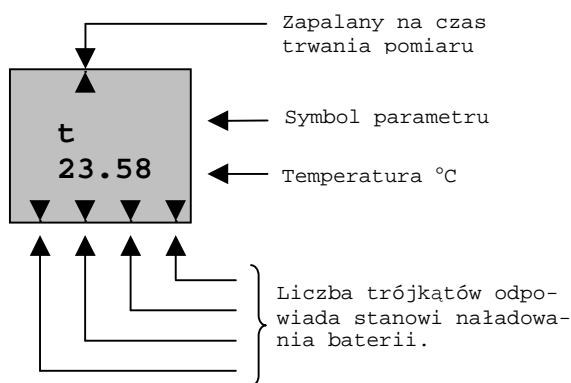 Zapalany na czas
trwania pomiaru
Symbol parametru
t
23.58
Temperatura °C
Liczba trójkątów odpo-
wiada stanowi naładowa-
nia baterii.